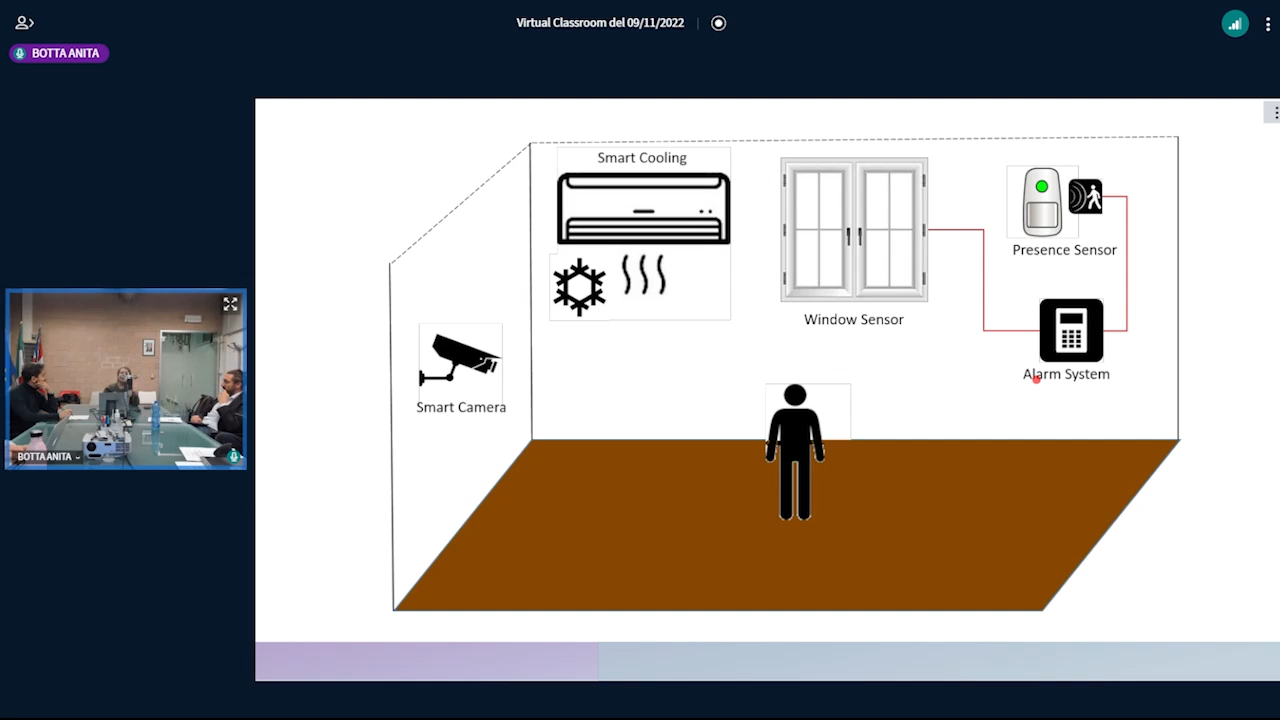 Virtual Classroom del 09/11/2022
BOTTA ANITA
Smart Cooling
Presence Sensor
Window Sensor
Alarm System
Smart Camera
BOTTA ANITA